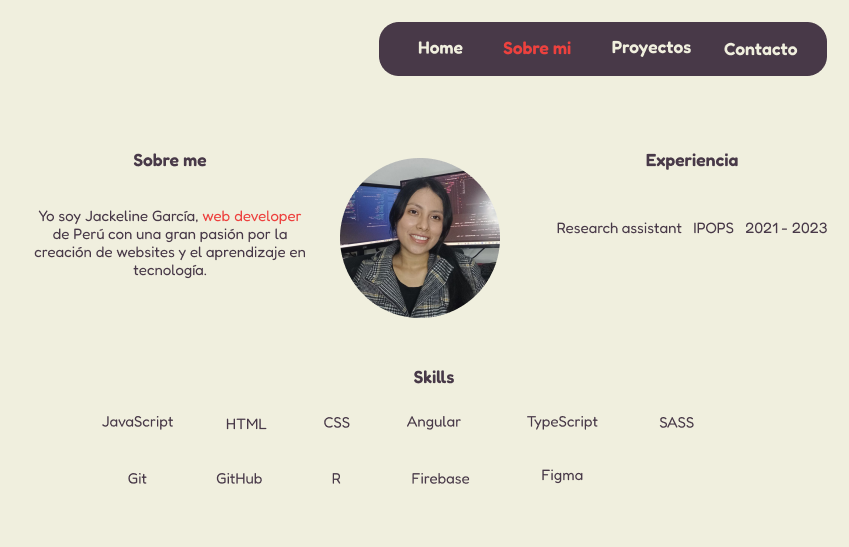 Home Sobre mi Proyectos Contacto
Sobre me
Yo soy Jackeline García, web developer
de Perú con una gran pasión por la
creación de websites y el aprendizaje en
tecnología.
Experiencia
Research assistant IPOPS 2021 - 2023
Skills
JavaScript HTML CSS Angular TypeScript SASS
Git GitHub R Firebase Figma